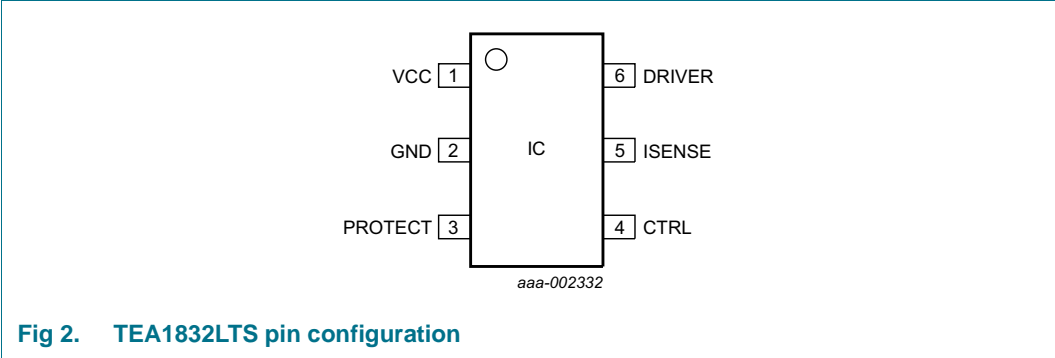 VCC 1 6 DRIVER
GND 2 IC 5 ISENSE
PROTECT 3 4 CTRL
aaa-002332
Fig 2. TEA1832LTS pin configuration